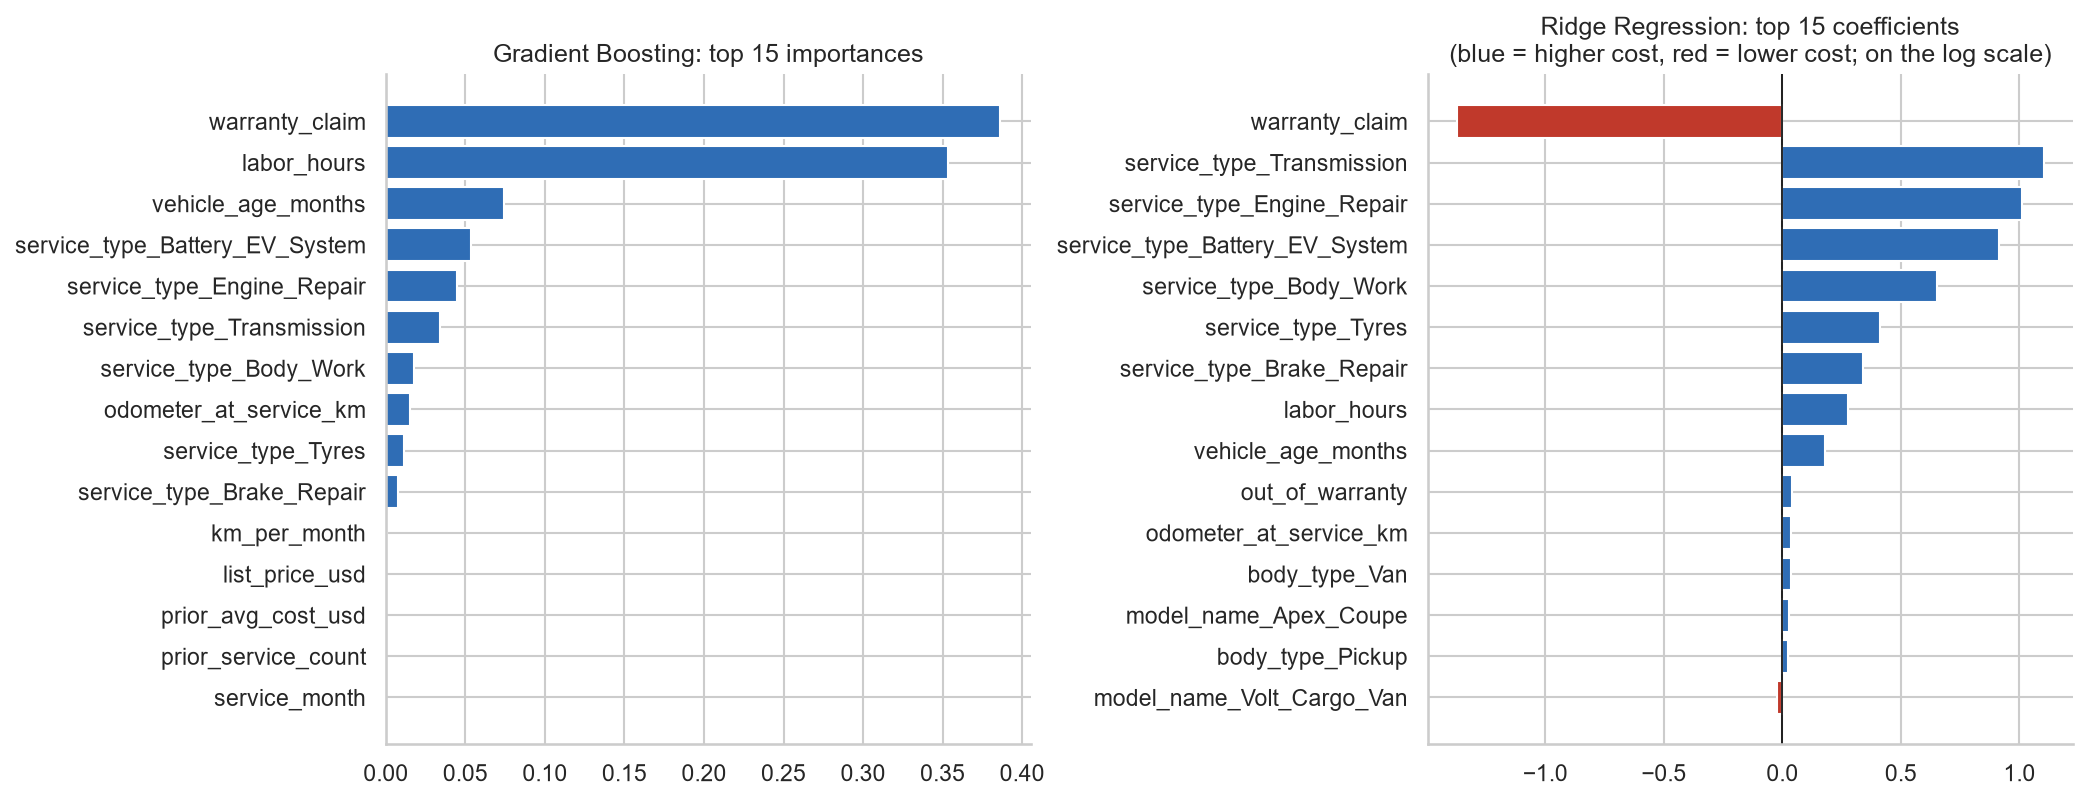 Gradient Boosting: top 15 importances
warranty_claim
labor_hours
vehicle_age_months
service_type_Battery_EV_System
service_type_Engine_Repair
service_type_Transmission
service_type_Body_Work
odometer_at_service_km
service_type_Tyres
service_type_Brake_Repair
km_per_month
list_price_usd
prior_avg_cost_usd
prior_service_count
service_month
0.00 0.05 0.10 0.15 0.20 0.25 0.30 0.35 0.40
Ridge Regression: top 15 coefficients
(blue = higher cost, red = lower cost; on the log scale)
warranty_claim
service_type_Transmission
service_type_Engine_Repair
service_type_Battery_EV_System
service_type_Body_Work
service_type_Tyres
service_type_Brake_Repair
labor_hours
vehicle_age_months
out_of_warranty
odometer_at_service_km
body_type_Van
model_name_Apex_Coupe
body_type_Pickup
model_name_Volt_Cargo_Van
−1.0 −0.5 0.0 0.5 1.0